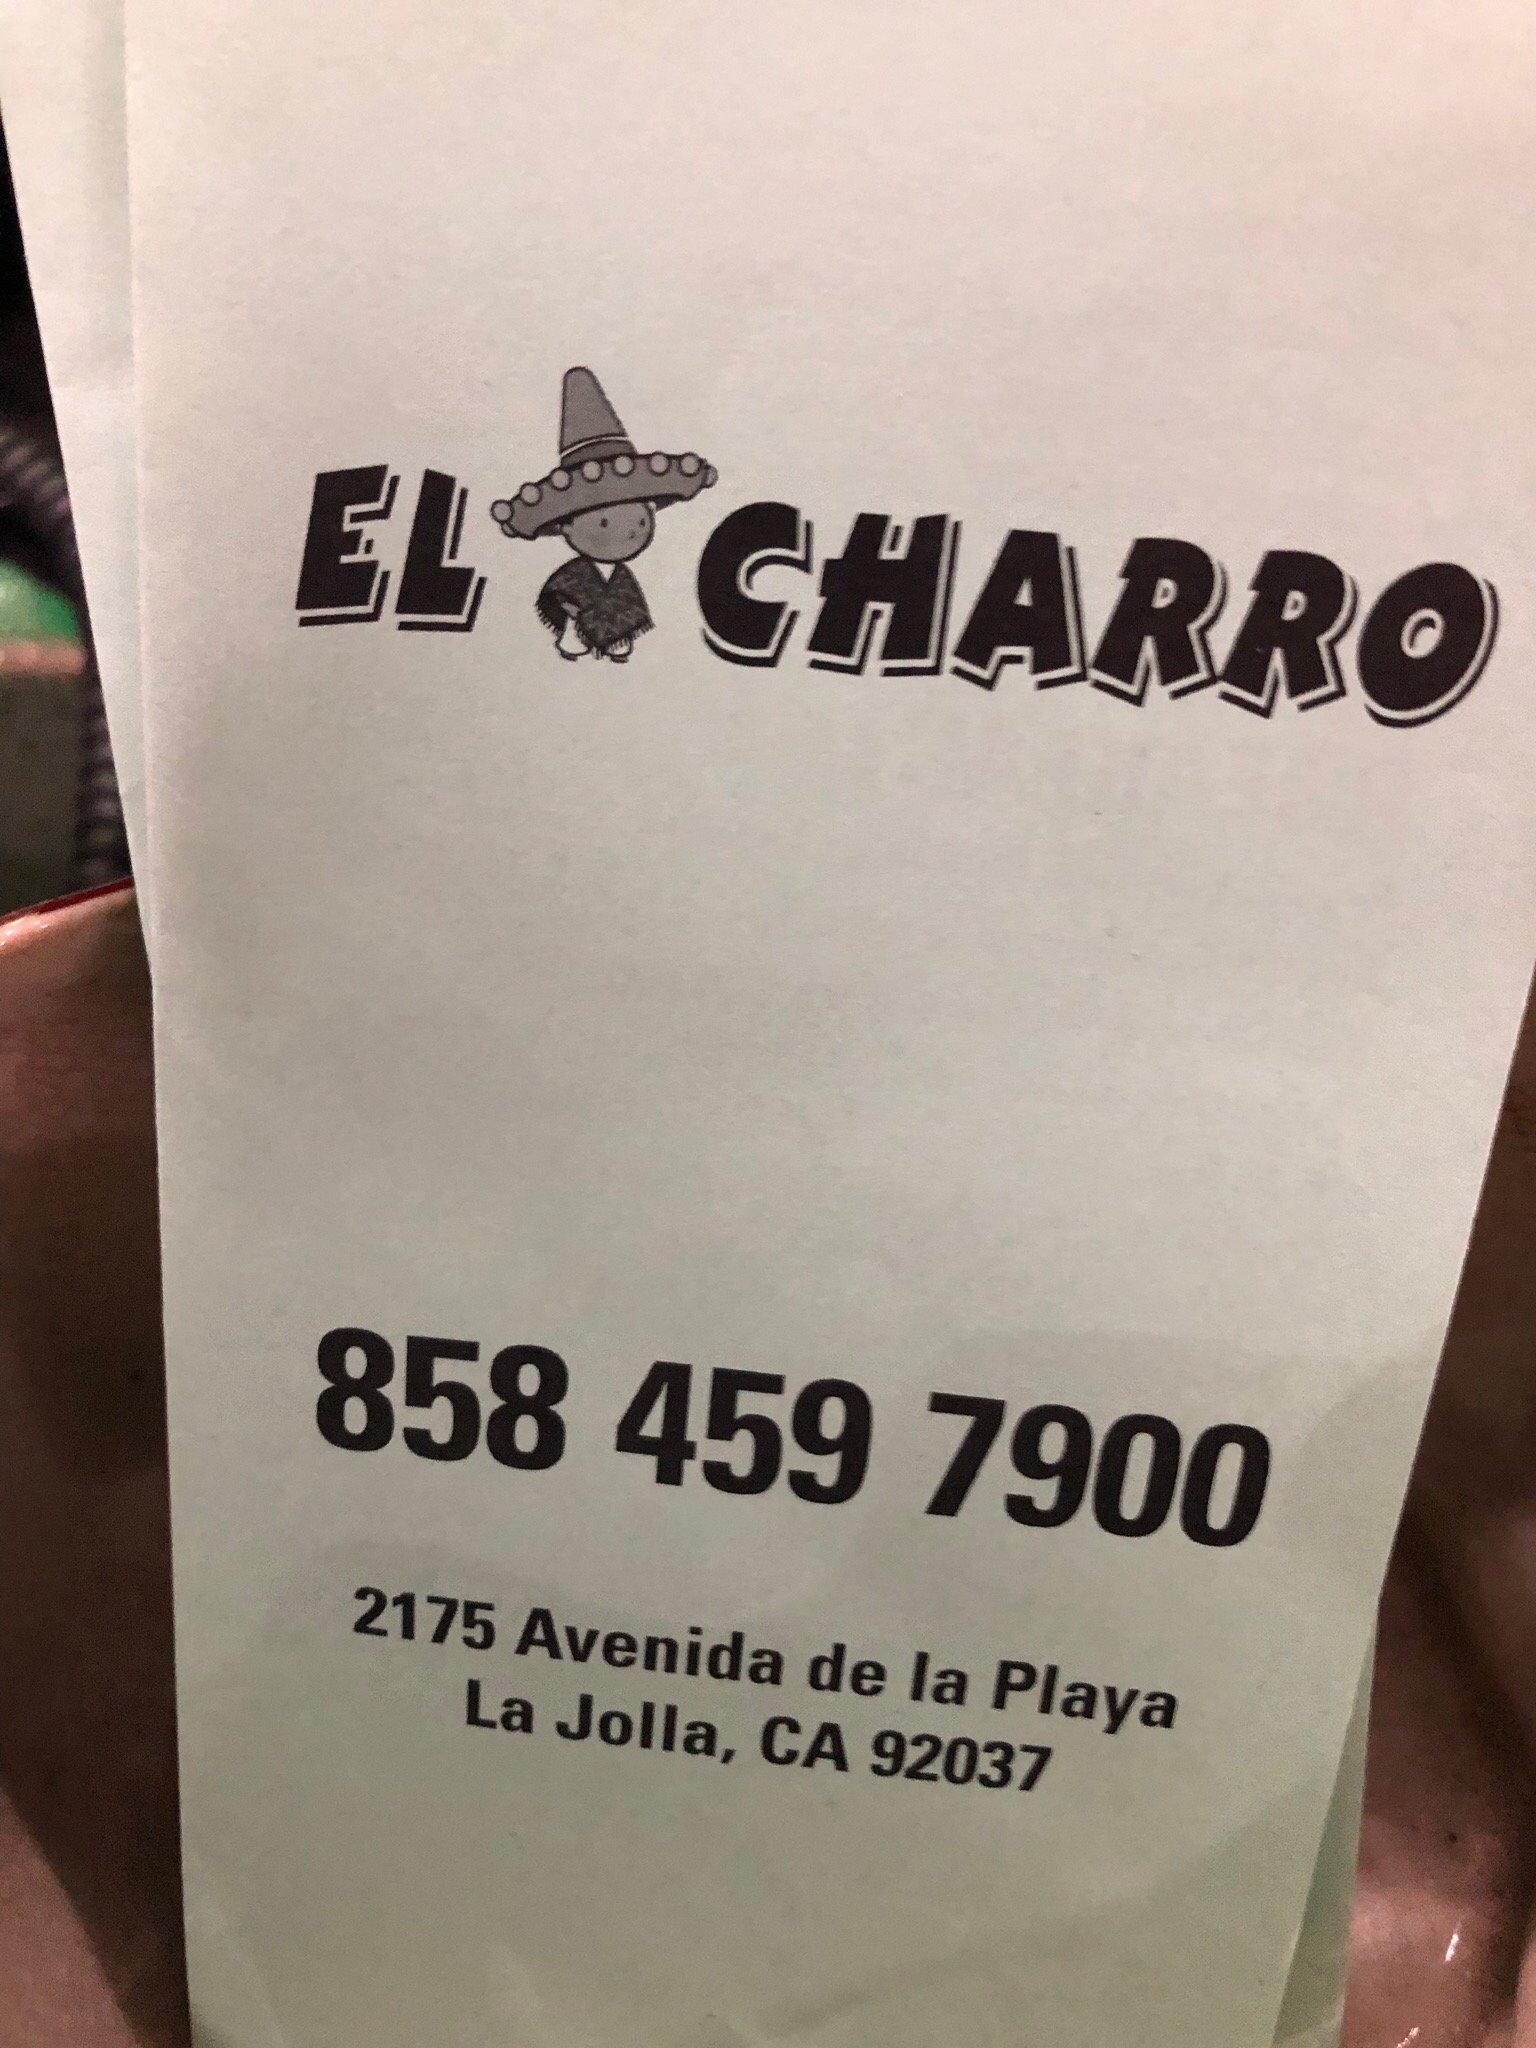 EL CHARRO
858 459 7900
2175 Avenida de la Playa
La Jolla, CA 92037